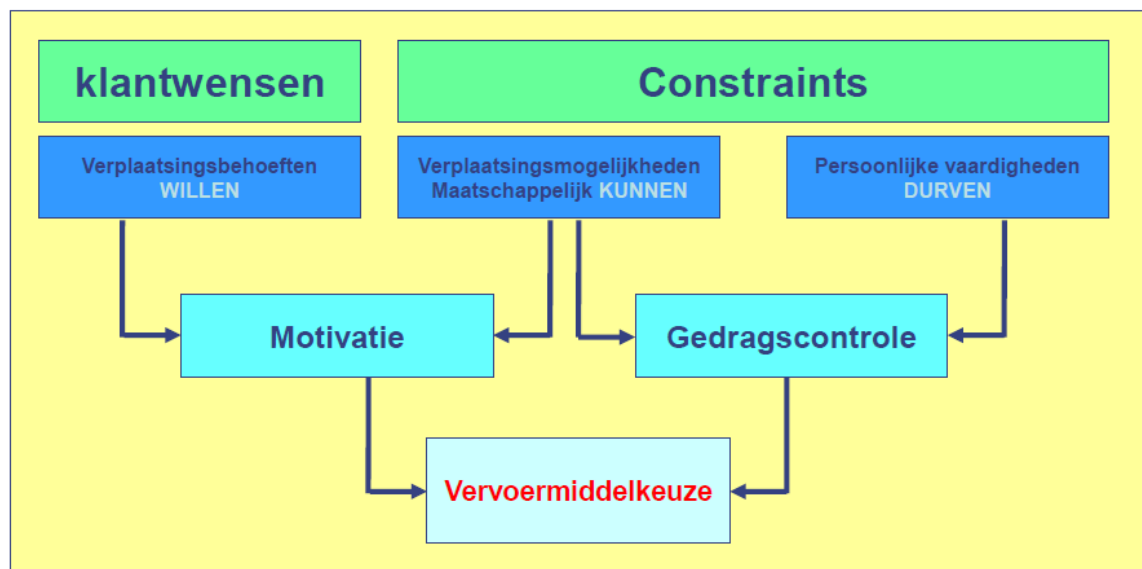 klantwensen
Constraints
Verplaatsingsbehoeften
WILLEN
Verplaatsingsmogelijkheden
Maatschappelijk KUNNEN
Persoonlijke vaardigheden
DURVEN
Motivatie
Gedragscontrole
Vervoermiddelkeuze